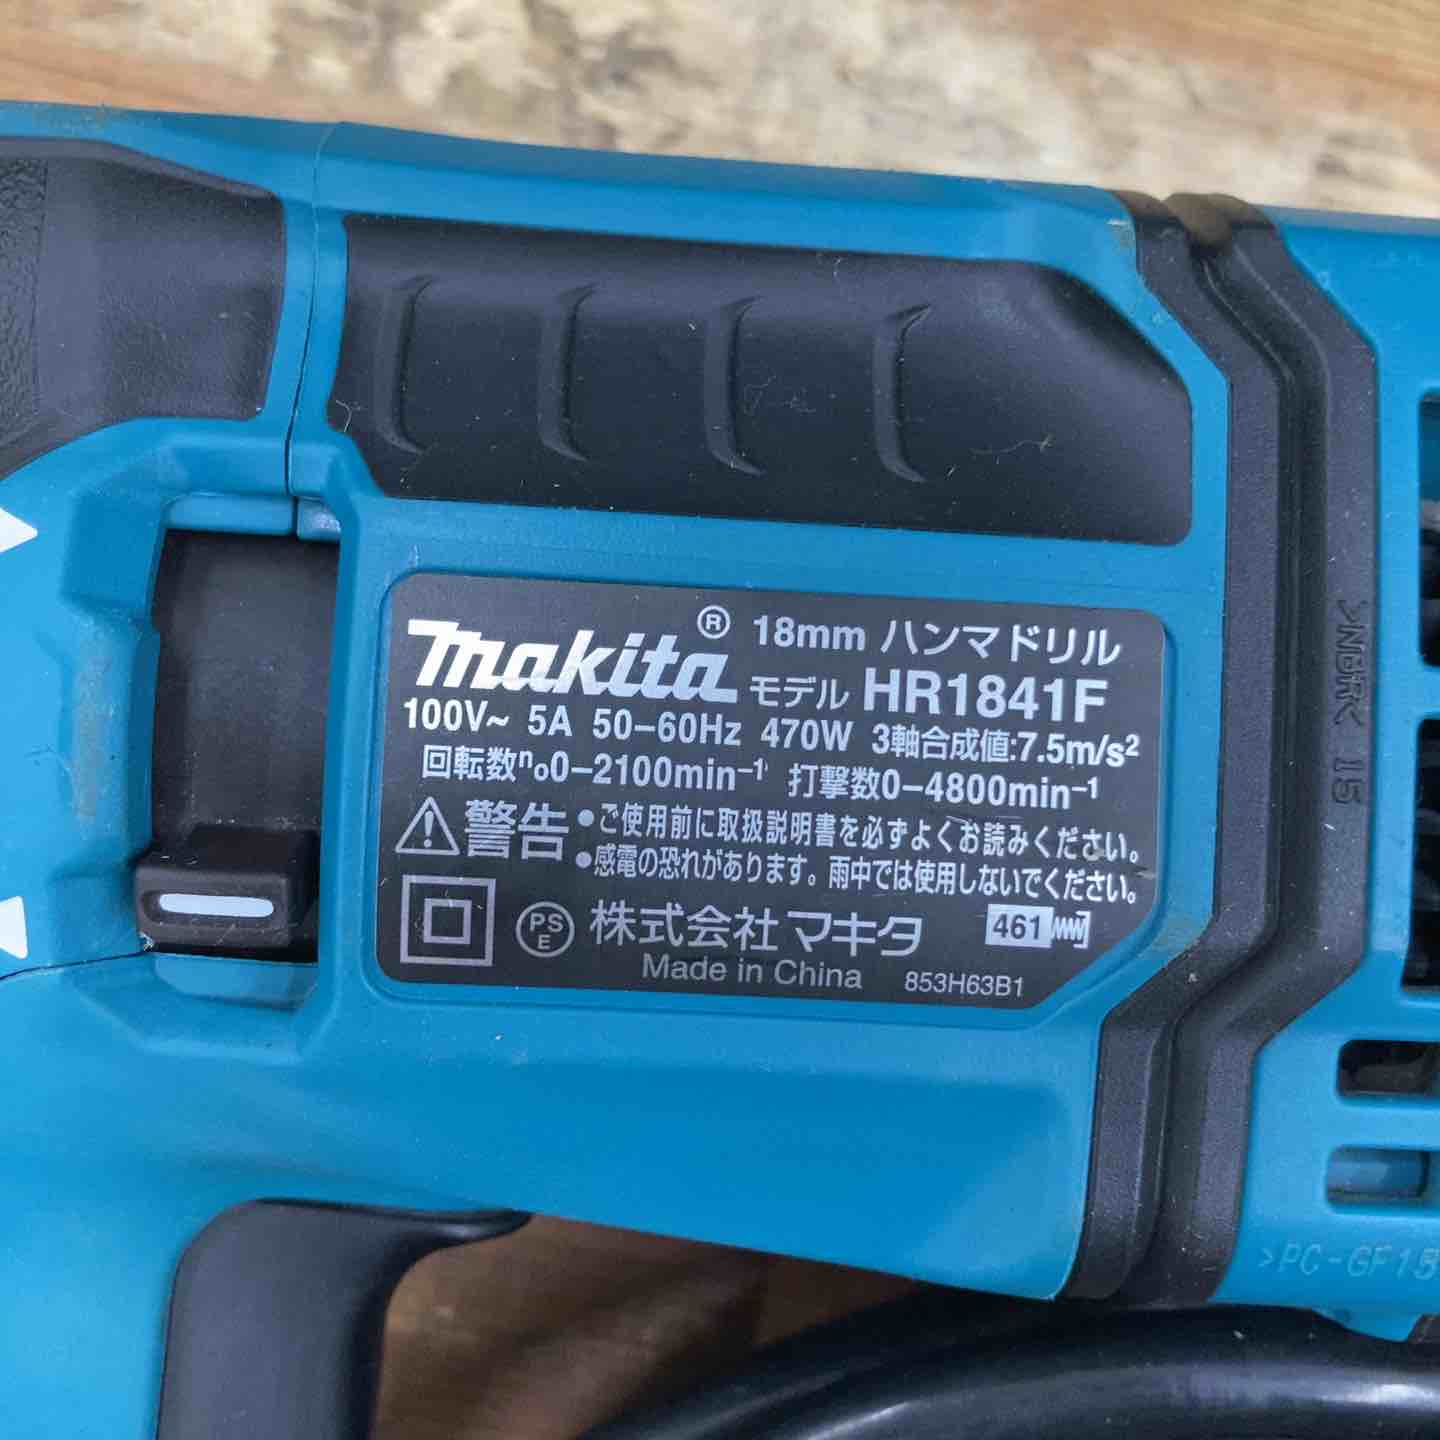 makita® 18mm ハンマドリル
モデル HR1841F
100V~ 5A 50-60Hz 470W 3軸合成値:7.5m/s²
回転数n₀0-2100min⁻¹ 打撃数0-4800min⁻¹
⚠警告 •ご使用前に取扱説明書を必ずよくお読みください。
•感電の恐れがあります。雨中では使用しないでください。
PSE 株式会社マキタ 461
Made in China 853H63B1
>NBR< 15
>PC-GF15